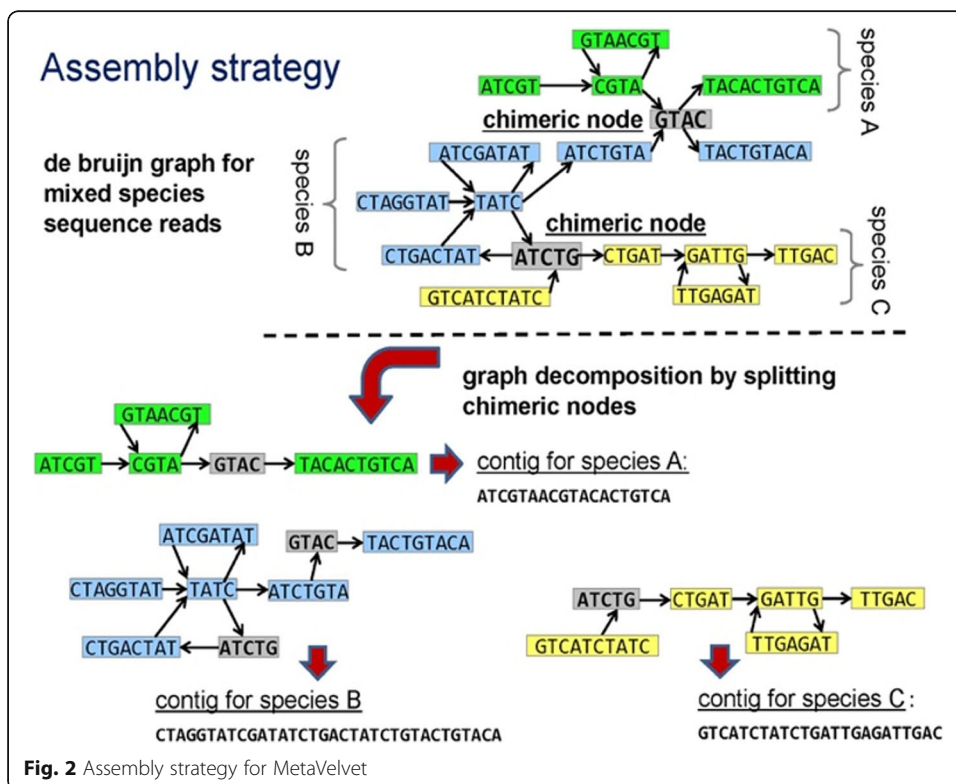 Assembly strategy
GTAACGT
ATCGT
CGTA
TACACTGTCA
species A
chimeric node
GTAC
de bruijn graph for
mixed species
sequence reads
species B
ATCGATAT
ATCTGTA
TACTGTACA
CTAGGTAT
TATC
chimeric node
species C
CTGACTAT
ATCTG
CTGAT
GATTG
TTGAC
GTCATCTATC
TTGAGAT
graph decomposition by splitting
chimeric nodes
GTAACGT
ATCGT
CGTA
GTAC
TACACTGTCA
contig for species A:
ATCGTAACGTACACTGTCA
ATCGATAT
GTAC
TACTGTACA
CTAGGTAT
TATC
ATCTGTA
CTGACTAT
ATCTG
contig for species B
CTAGGTATCGATATCTGACTATCTGTACTGTACA
ATCTG
CTGAT
GATTG
TTGAC
GTCATCTATC
TTGAGAT
contig for species C:
GTCATCTATCTGATTGAGATTGAC
Fig. 2 Assembly strategy for MetaVelvet